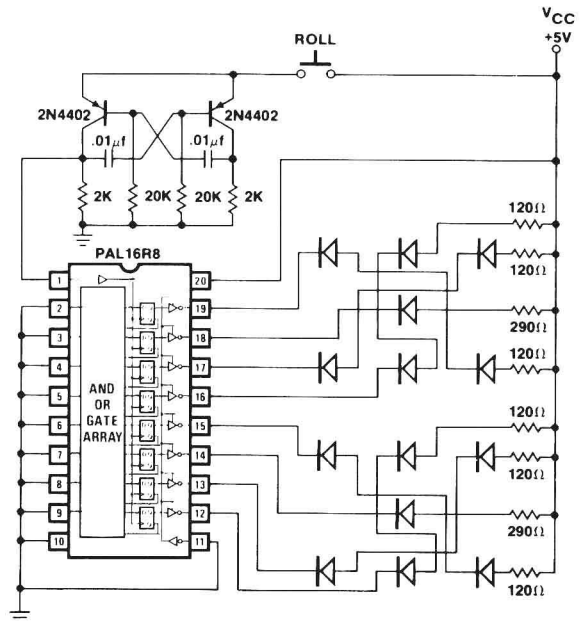 VCC
+5V
ROLL
2N4402
2N4402
.01µf
.01µf
2K
20K
20K
2K
PAL16R8
120Ω
120Ω
290Ω
120Ω
120Ω
120Ω
290Ω
120Ω
1
2
3
4
5
6
7
8
9
10
AND
OR
GATE
ARRAY
20
19
18
17
16
15
14
13
12
11